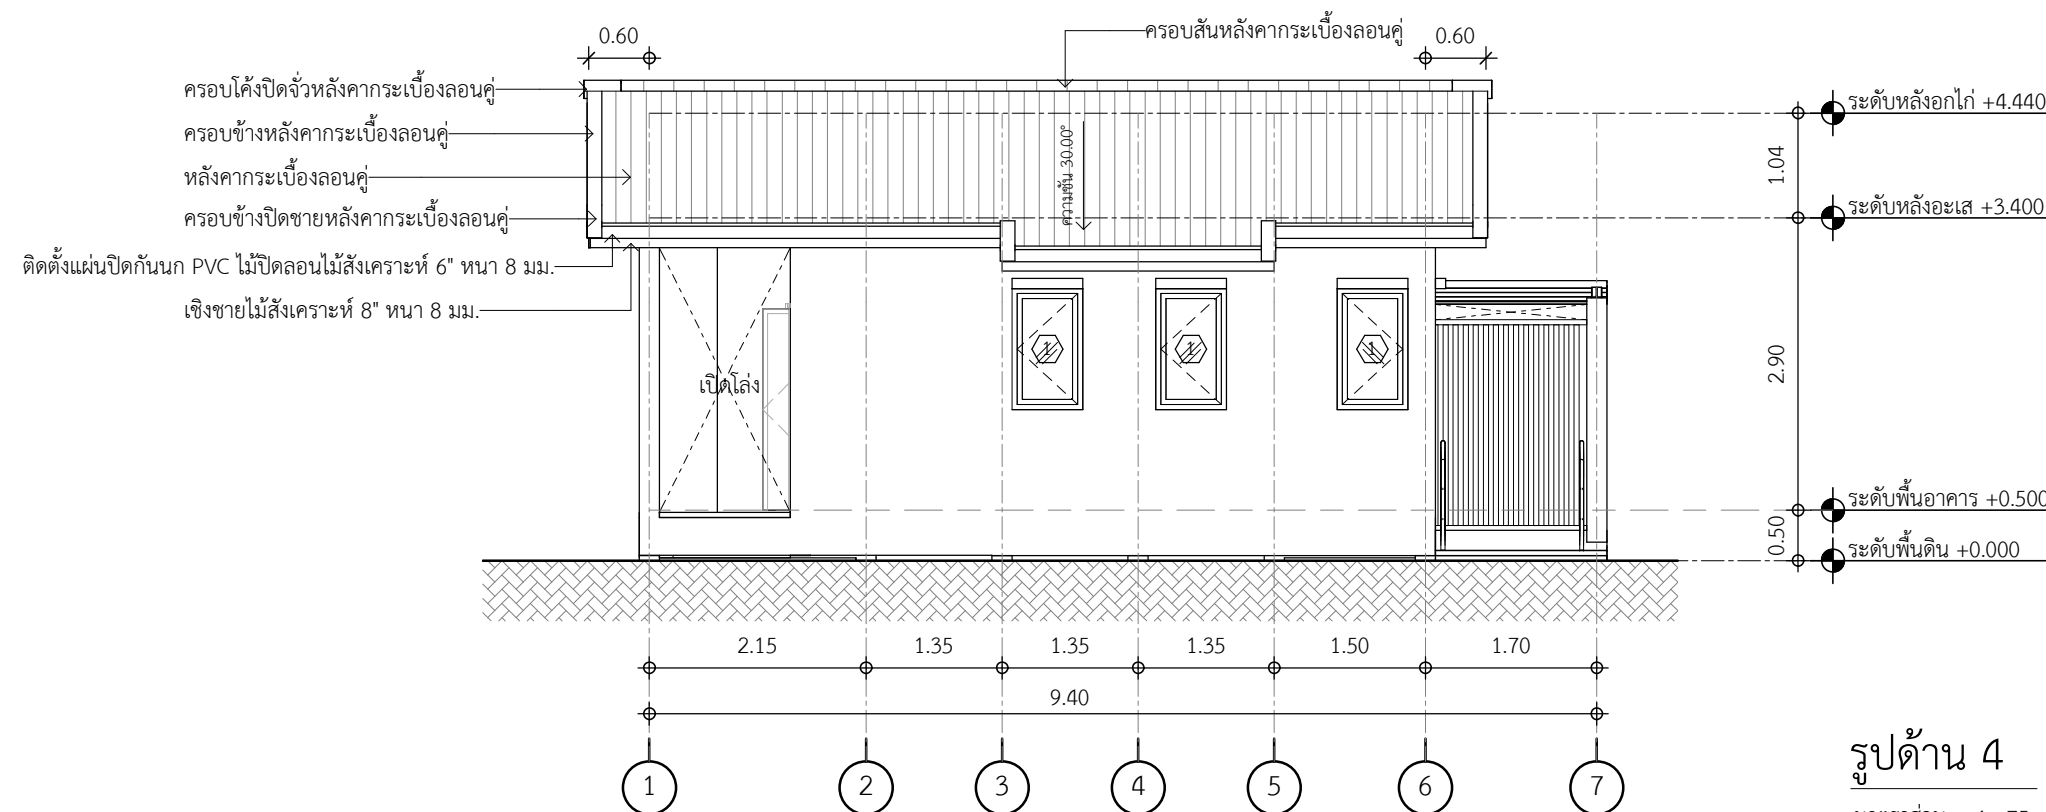 0.60
ครอบสันหลังคากระเบื้องลอนคู่
0.60
ครอบโค้งปิดจั่วหลังคากระเบื้องลอนคู่
ครอบข้างหลังคากระเบื้องลอนคู่
หลังคากระเบื้องลอนคู่
ครอบข้างปิดชายหลังคากระเบื้องลอนคู่
ติดตั้งแผ่นปิดกันนก PVC ไม้ปิดลอนไม้สังเคราะห์ 6" หนา 8 มม.
เชิงชายไม้สังเคราะห์ 8" หนา 8 มม.
ความชัน 30.00°
ระดับหลังอกไก่ +4.440
1.04
ระดับหลังอะเส +3.400
2.90
ระดับพื้นอาคาร +0.500
0.50
ระดับพื้นดิน +0.000
เปิดโล่ง
1
1
1
2.15
1.35
1.35
1.35
1.50
1.70
9.40
1
2
3
4
5
6
7
รูปด้าน 4